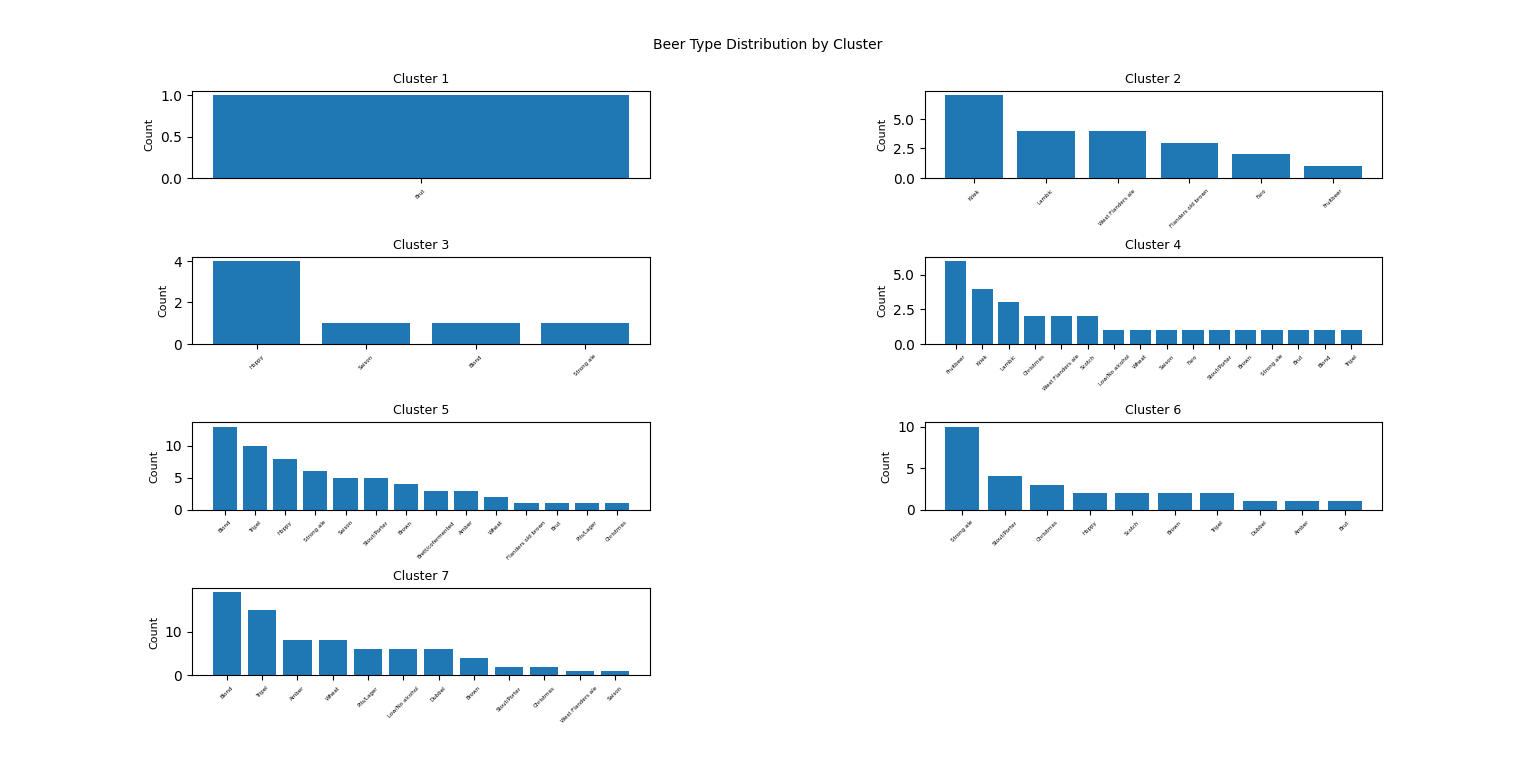 Beer Type Distribution by Cluster
Cluster 1
Count
1.0
0.5
0.0
Brut
Cluster 2
Count
5.0
2.5
0.0
Kriek
Lambic
West Flanders ale
Flanders old brown
Faro
Fruitbeer
Cluster 3
Count
4
2
0
Hoppy
Saison
Blond
Strong ale
Cluster 4
Count
5.0
2.5
0.0
Fruitbeer
Kriek
Lambic
Christmas
West Flanders ale
Scotch
Low/No alcohol
Wheat
Saison
Faro
Stout/Porter
Brown
Strong ale
Brut
Blond
Tripel
Cluster 5
Count
10
5
0
Blond
Tripel
Hoppy
Strong ale
Saison
Stout/Porter
Brown
Brett/cofermented
Amber
Wheat
Flanders old brown
Brut
Pils/Lager
Christmas
Cluster 6
Count
10
5
0
Strong ale
Stout/Porter
Christmas
Hoppy
Scotch
Brown
Tripel
Dubbel
Amber
Brut
Cluster 7
Count
10
0
Blond
Tripel
Amber
Wheat
Pils/Lager
Low/No alcohol
Dubbel
Brown
Stout/Porter
Christmas
West Flanders ale
Saison